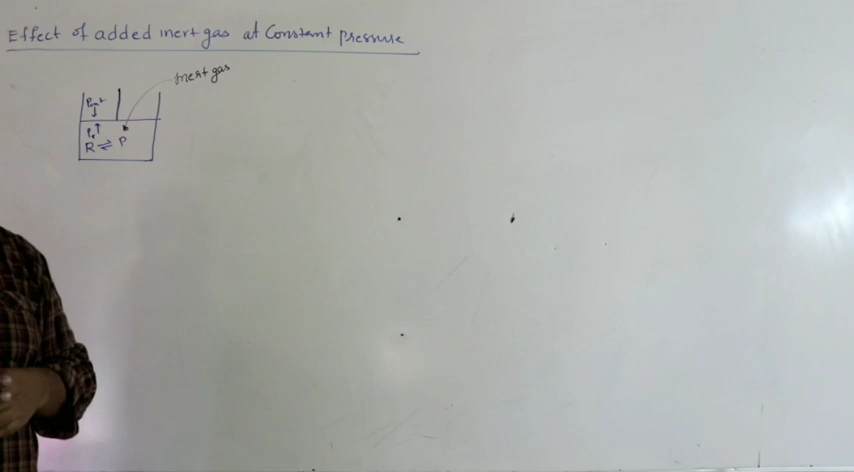 Effect of added inert gas at Constant pressure
inert gas
R ⇌ P